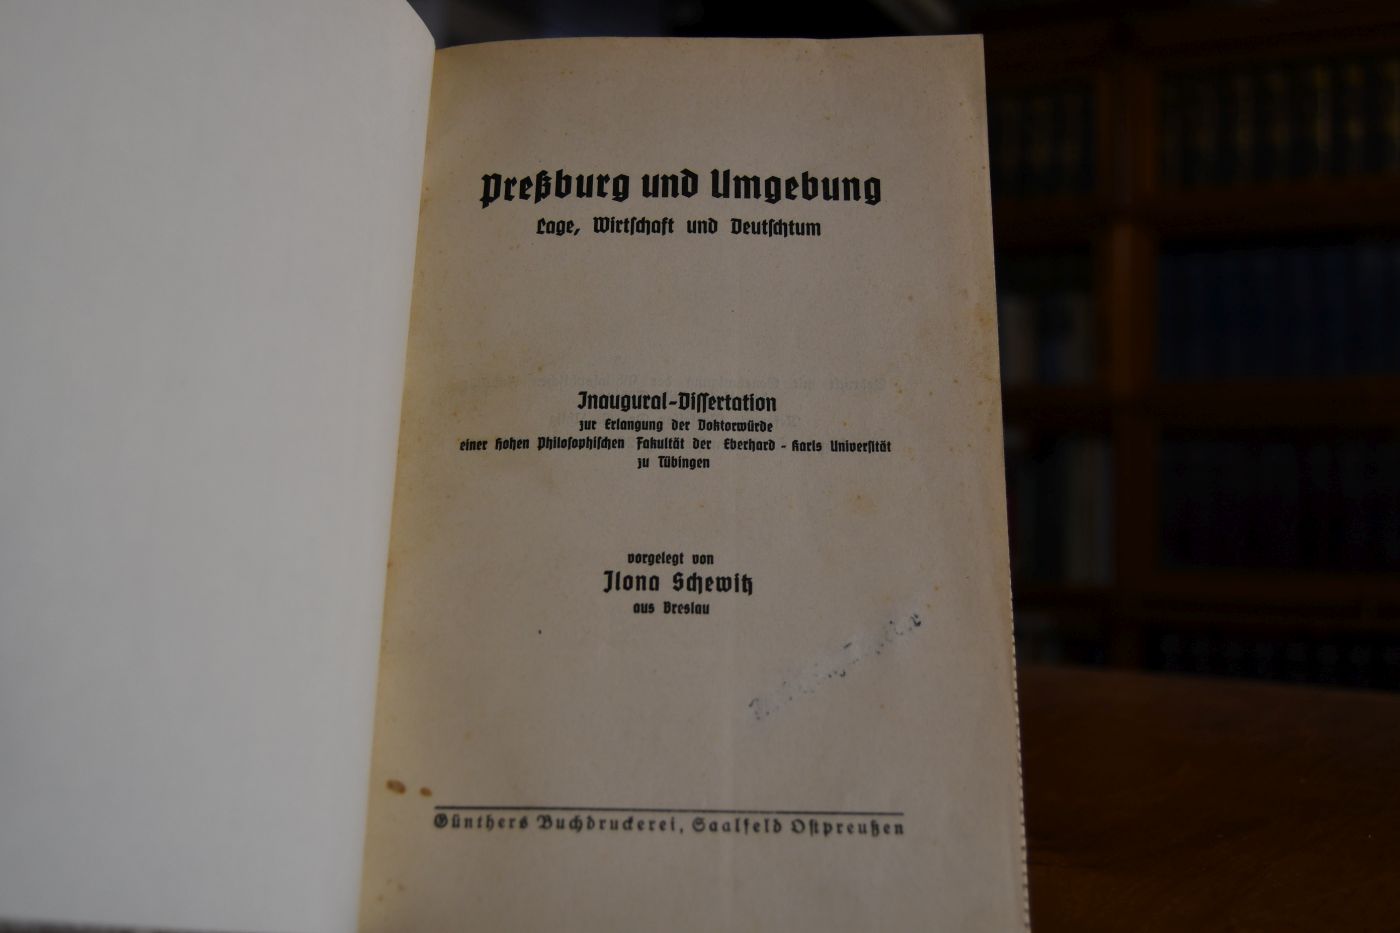 Preßburg und Umgebung
Lage, Wirtschaft und Deutschtum
Inaugural-Dissertation
zur Erlangung der Doktorwürde
einer Hohen Philosophischen Fakultät der Eberhard - Karls Universität
zu Tübingen
vorgelegt von
Ilona Schewitz
aus Breslau
Günthers Buchdruckerei, Saalfeld Ostpreußen